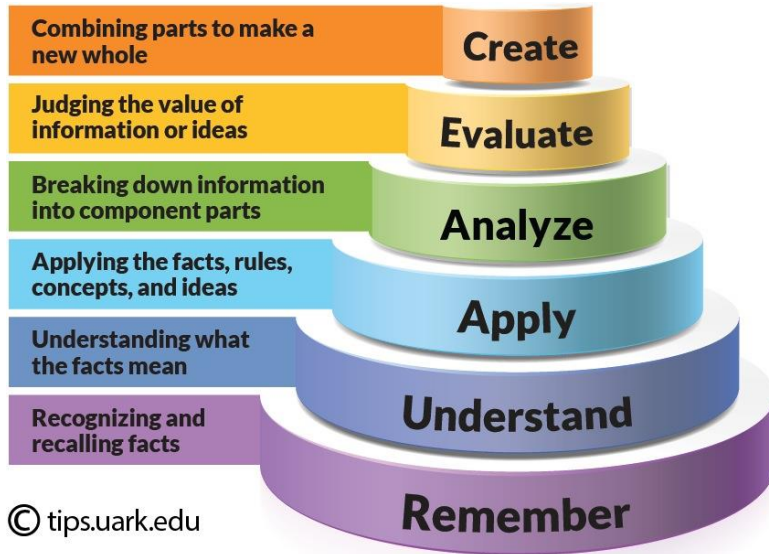 Combining parts to make a
new whole
Create
Judging the value of
information or ideas
Evaluate
Breaking down information
into component parts
Analyze
Applying the facts, rules,
concepts, and ideas
Apply
Understanding what
the facts mean
Understand
Recognizing and
recalling facts
Remember
© tips.uark.edu